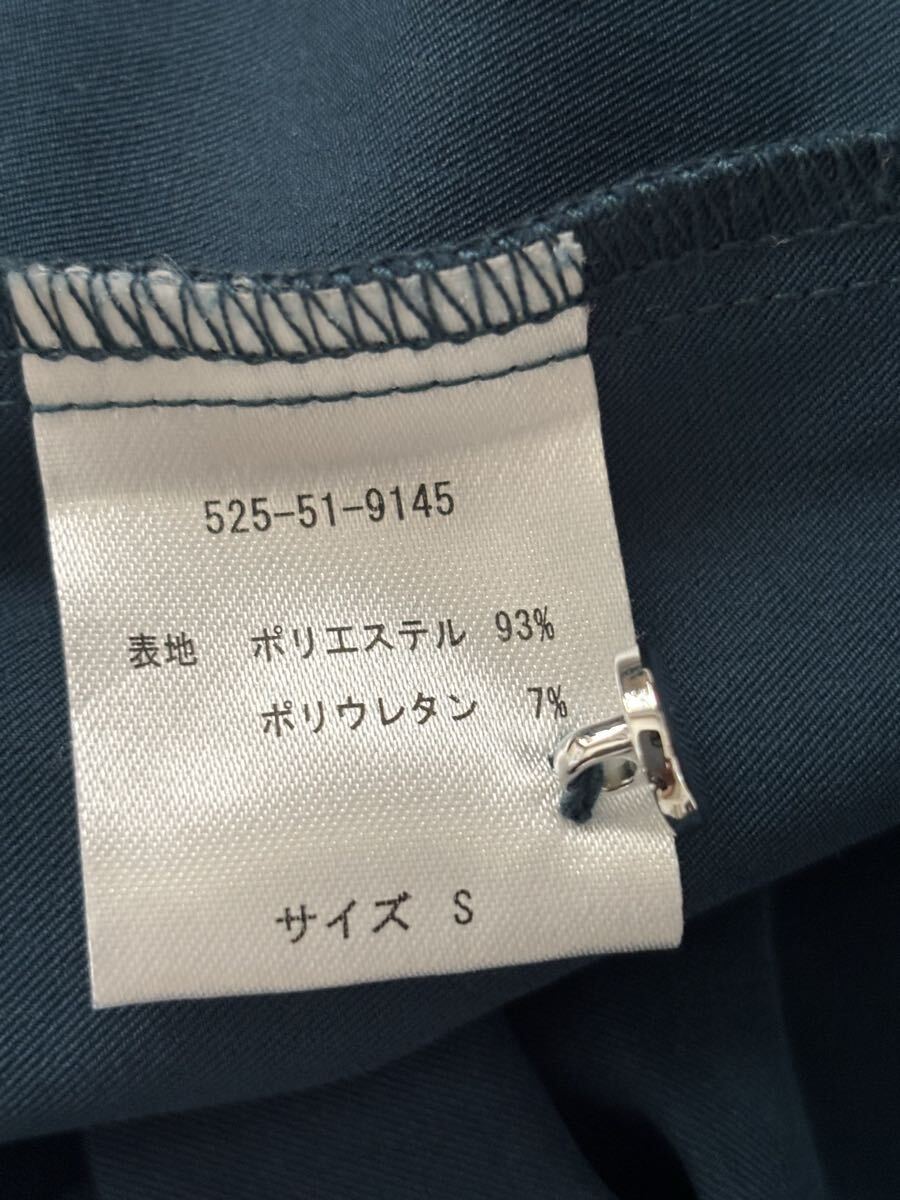 525-51-9145
表地 ポリエステル 93%
ポリウレタン 7%
サイズ S